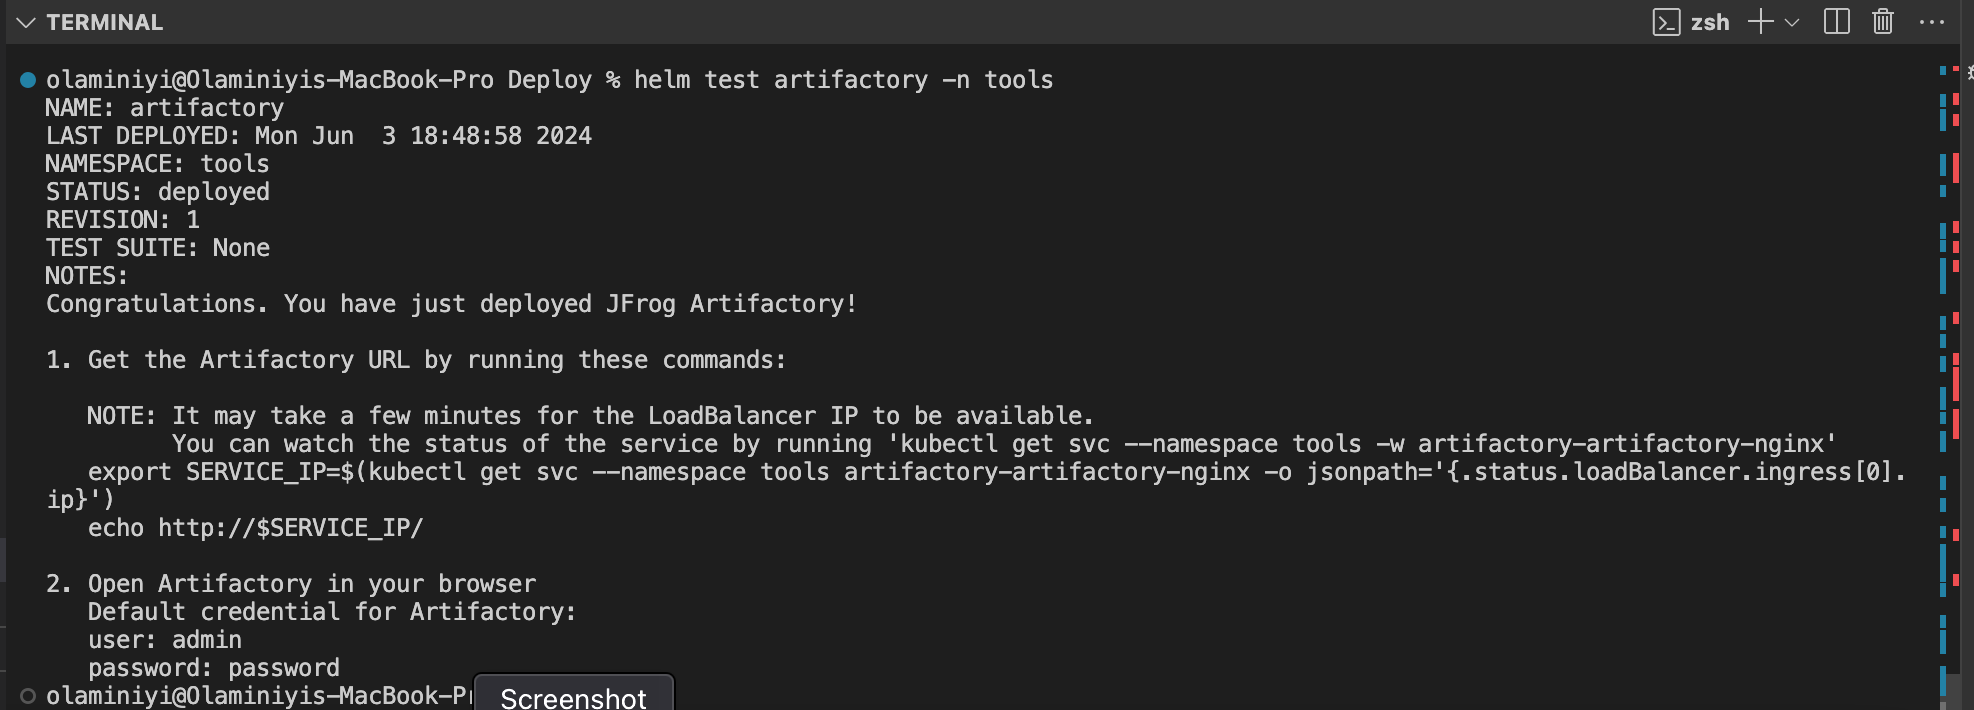 TERMINAL
zsh
olaminiyi@Olaminiyis-MacBook-Pro Deploy % helm test artifactory -n tools
NAME: artifactory
LAST DEPLOYED: Mon Jun  3 18:48:58 2024
NAMESPACE: tools
STATUS: deployed
REVISION: 1
TEST SUITE: None
NOTES:
Congratulations. You have just deployed JFrog Artifactory!
1. Get the Artifactory URL by running these commands:
NOTE: It may take a few minutes for the LoadBalancer IP to be available.
You can watch the status of the service by running 'kubectl get svc --namespace tools -w artifactory-artifactory-nginx'
export SERVICE_IP=$(kubectl get svc --namespace tools artifactory-artifactory-nginx -o jsonpath='{.status.loadBalancer.ingress[0].
ip}')
echo http://$SERVICE_IP/
2. Open Artifactory in your browser
Default credential for Artifactory:
user: admin
password: password
olaminiyi@Olaminiyis-MacBook-P
Screenshot